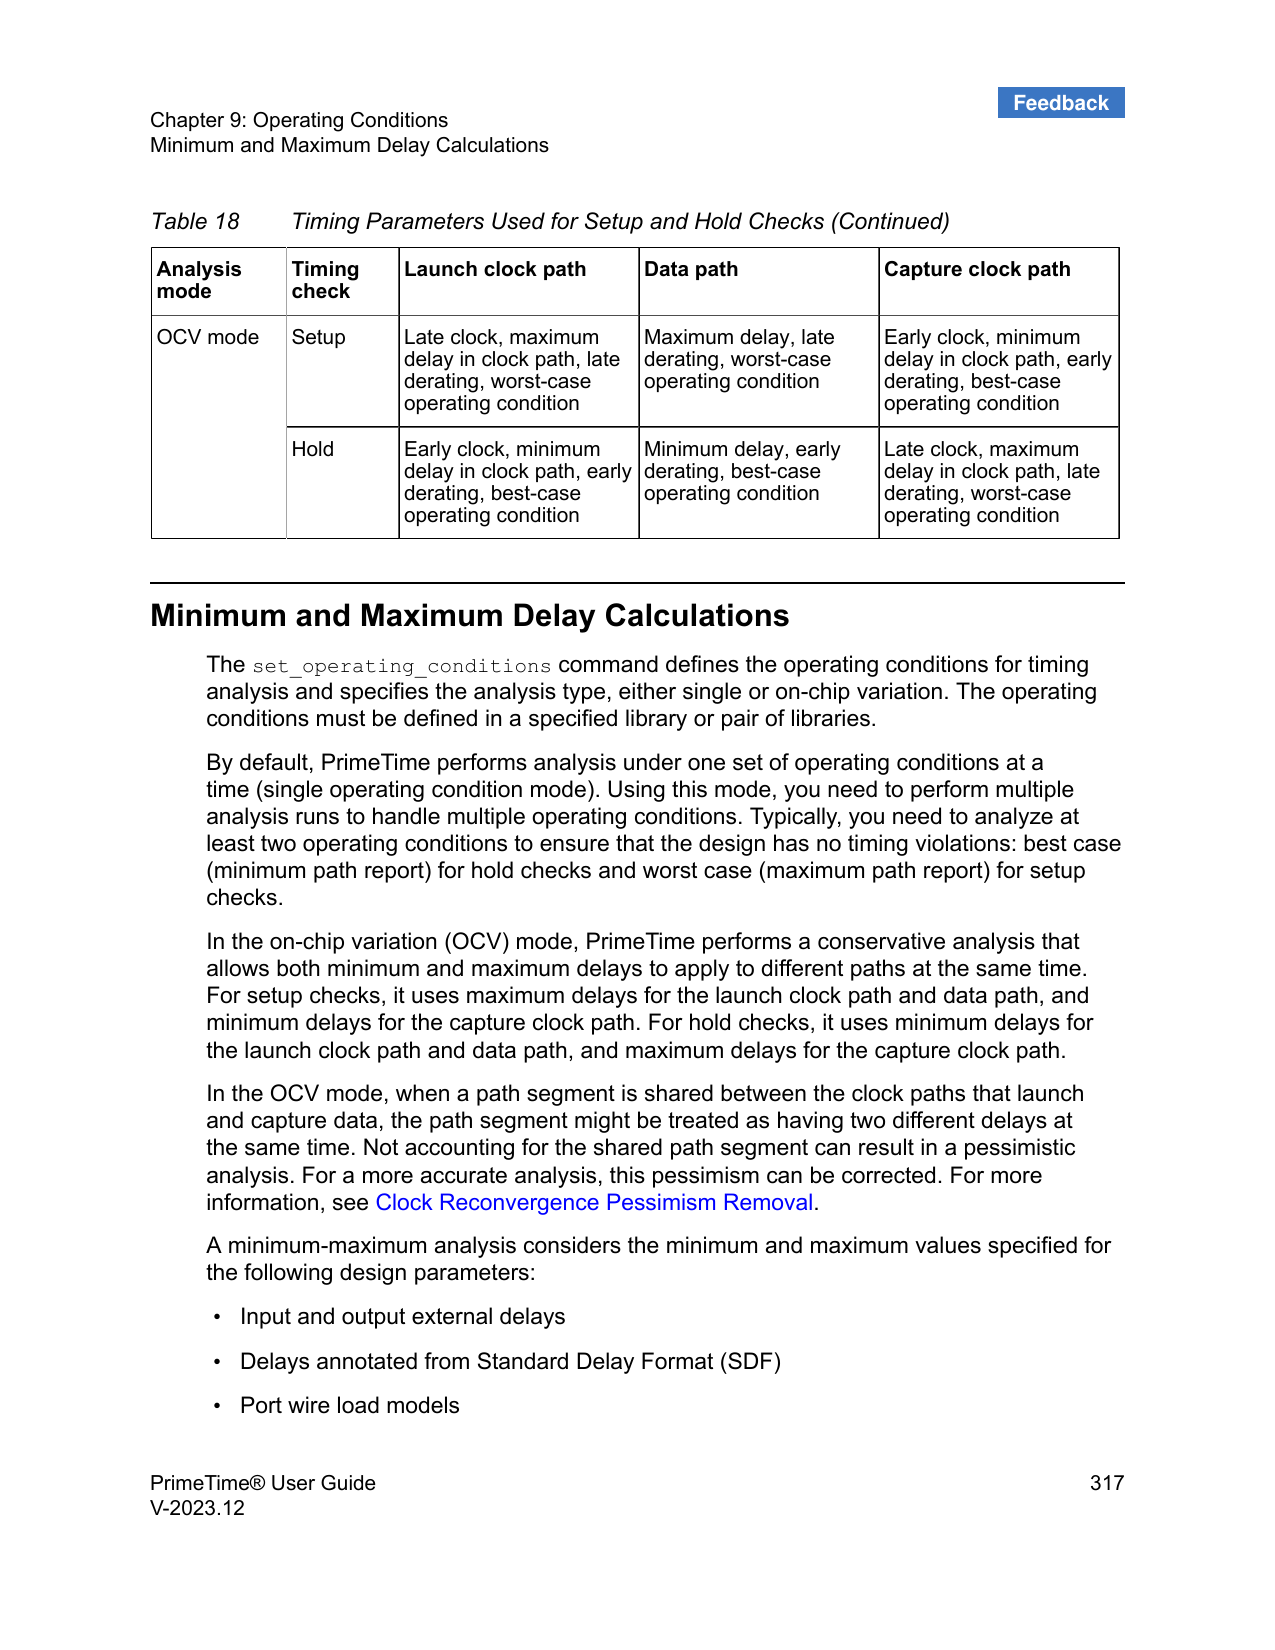 Feedback
Chapter 9: Operating Conditions
Minimum and Maximum Delay Calculations
Table 18 Timing Parameters Used for Setup and Hold Checks (Continued)
Analysis mode Timing check Launch clock path Data path Capture clock path
OCV mode Setup Late clock, maximum delay in clock path, late derating, worst-case operating condition Maximum delay, late derating, worst-case operating condition Early clock, minimum delay in clock path, early derating, best-case operating condition
Hold Early clock, minimum delay in clock path, early derating, best-case operating condition Minimum delay, early derating, best-case operating condition Late clock, maximum delay in clock path, late derating, worst-case operating condition
Minimum and Maximum Delay Calculations
The set_operating_conditions command defines the operating conditions for timing
analysis and specifies the analysis type, either single or on-chip variation. The operating
conditions must be defined in a specified library or pair of libraries.
By default, PrimeTime performs analysis under one set of operating conditions at a
time (single operating condition mode). Using this mode, you need to perform multiple
analysis runs to handle multiple operating conditions. Typically, you need to analyze at
least two operating conditions to ensure that the design has no timing violations: best case
(minimum path report) for hold checks and worst case (maximum path report) for setup
checks.
In the on-chip variation (OCV) mode, PrimeTime performs a conservative analysis that
allows both minimum and maximum delays to apply to different paths at the same time.
For setup checks, it uses maximum delays for the launch clock path and data path, and
minimum delays for the capture clock path. For hold checks, it uses minimum delays for
the launch clock path and data path, and maximum delays for the capture clock path.
In the OCV mode, when a path segment is shared between the clock paths that launch
and capture data, the path segment might be treated as having two different delays at
the same time. Not accounting for the shared path segment can result in a pessimistic
analysis. For a more accurate analysis, this pessimism can be corrected. For more
information, see Clock Reconvergence Pessimism Removal.
A minimum-maximum analysis considers the minimum and maximum values specified for
the following design parameters:
• Input and output external delays
• Delays annotated from Standard Delay Format (SDF)
• Port wire load models
PrimeTime® User Guide 317
V-2023.12